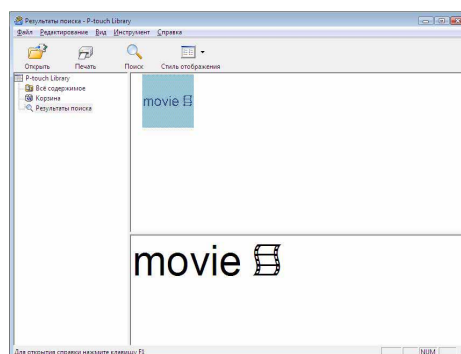 Результаты поиска - P-touch Library
Файл Редактирование Вид Инструмент Справка
Открыть Печать Поиск Стиль отображения
P-touch Library
Всё содержимое
Корзина
Результаты поиска
movie
movie
Для открытия справки нажмите клавишу F1
NUM